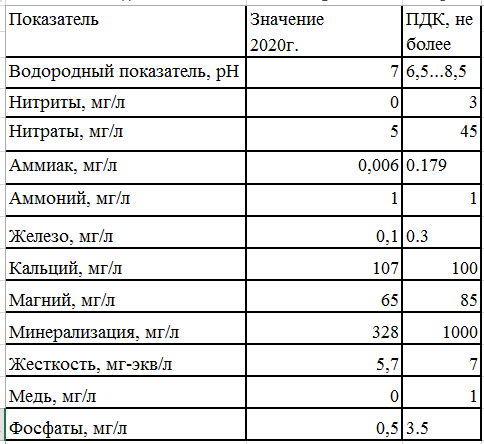 Показатель Значение 2020г. ПДК, не более
Водородный показатель, pH 7 6,5...8,5
Нитриты, мг/л 0 3
Нитраты, мг/л 5 45
Аммиак, мг/л 0,006 0.179
Аммоний, мг/л 1 1
Железо, мг/л 0,1 0.3
Кальций, мг/л 107 100
Магний, мг/л 65 85
Минерализация, мг/л 328 1000
Жесткость, мг-экв/л 5,7 7
Медь, мг/л 0 1
Фосфаты, мг/л 0,5 3.5